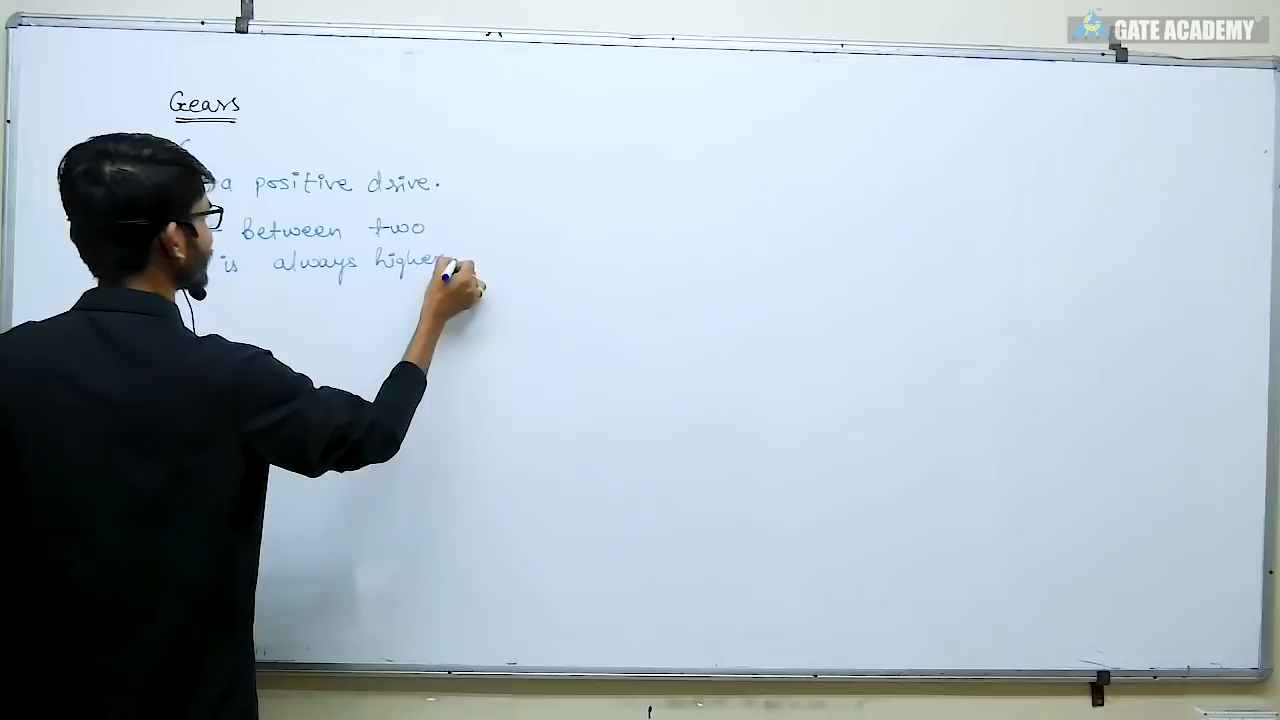 GATE ACADEMY
Gears
a positive drive.
between two
is always higher